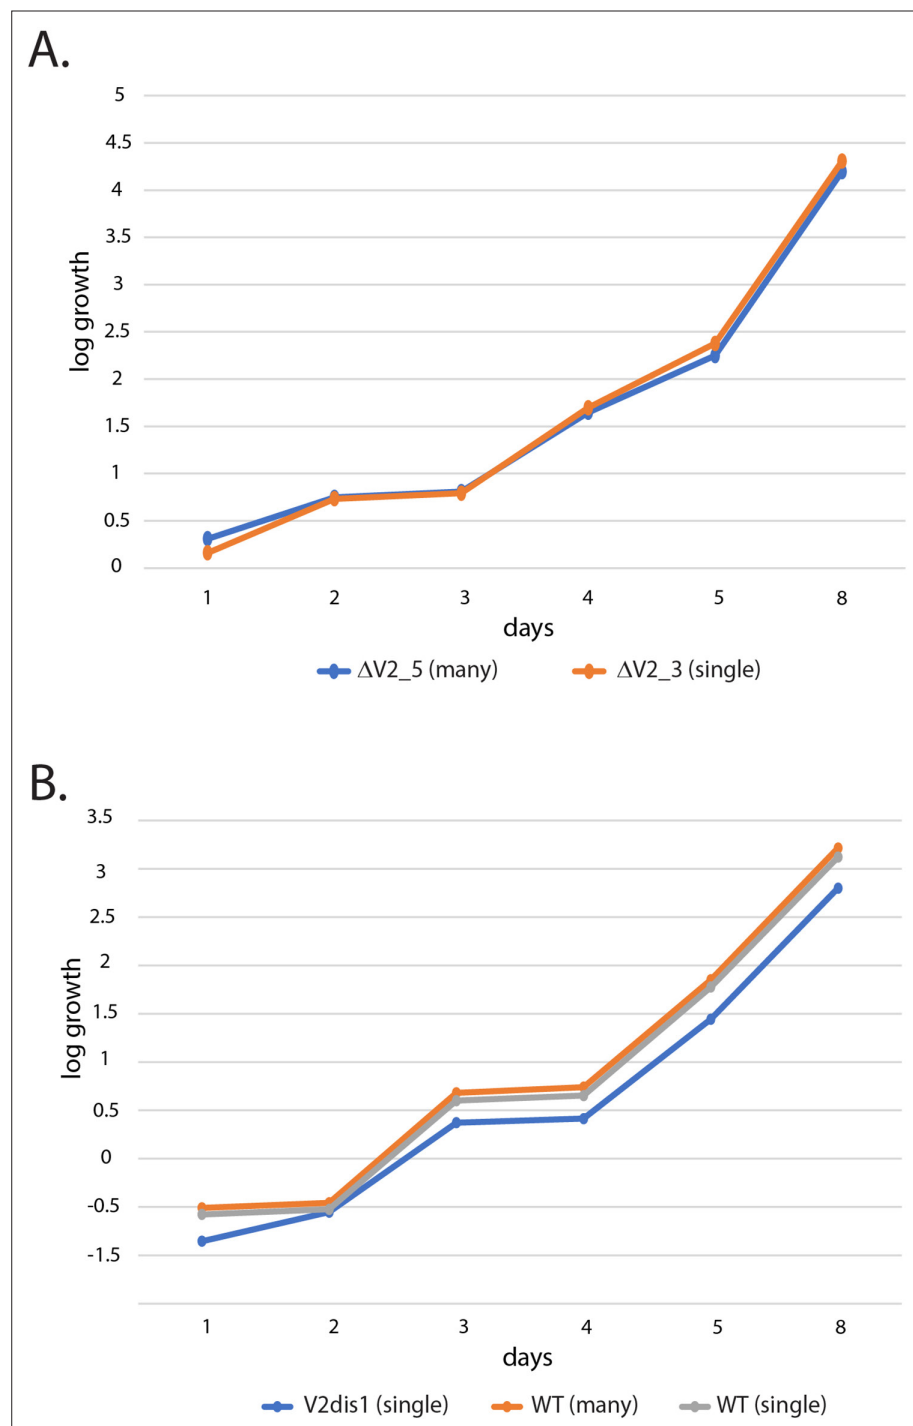 A.
5
4.5
4
3.5
3
2.5
2
1.5
1
0.5
0
log growth
1 2 3 4 5 8
days
ΔV2_5 (many) ΔV2_3 (single)
B.
3.5
3
2.5
2
1.5
1
0.5
0
-0.5
-1.5
log growth
1 2 3 4 5 8
days
V2dis1 (single) WT (many) WT (single)